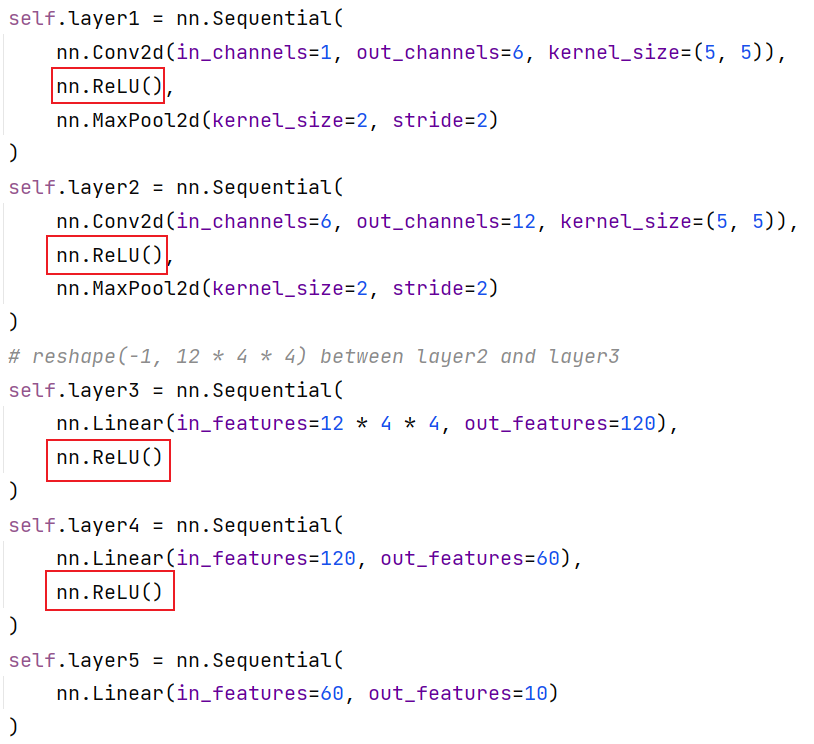 self.layer1 = nn.Sequential(
    nn.Conv2d(in_channels=1, out_channels=6, kernel_size=(5, 5)),
    nn.ReLU(),
    nn.MaxPool2d(kernel_size=2, stride=2)
)
self.layer2 = nn.Sequential(
    nn.Conv2d(in_channels=6, out_channels=12, kernel_size=(5, 5)),
    nn.ReLU(),
    nn.MaxPool2d(kernel_size=2, stride=2)
)
# reshape(-1, 12 * 4 * 4) between layer2 and layer3
self.layer3 = nn.Sequential(
    nn.Linear(in_features=12 * 4 * 4, out_features=120),
    nn.ReLU()
)
self.layer4 = nn.Sequential(
    nn.Linear(in_features=120, out_features=60),
    nn.ReLU()
)
self.layer5 = nn.Sequential(
    nn.Linear(in_features=60, out_features=10)
)